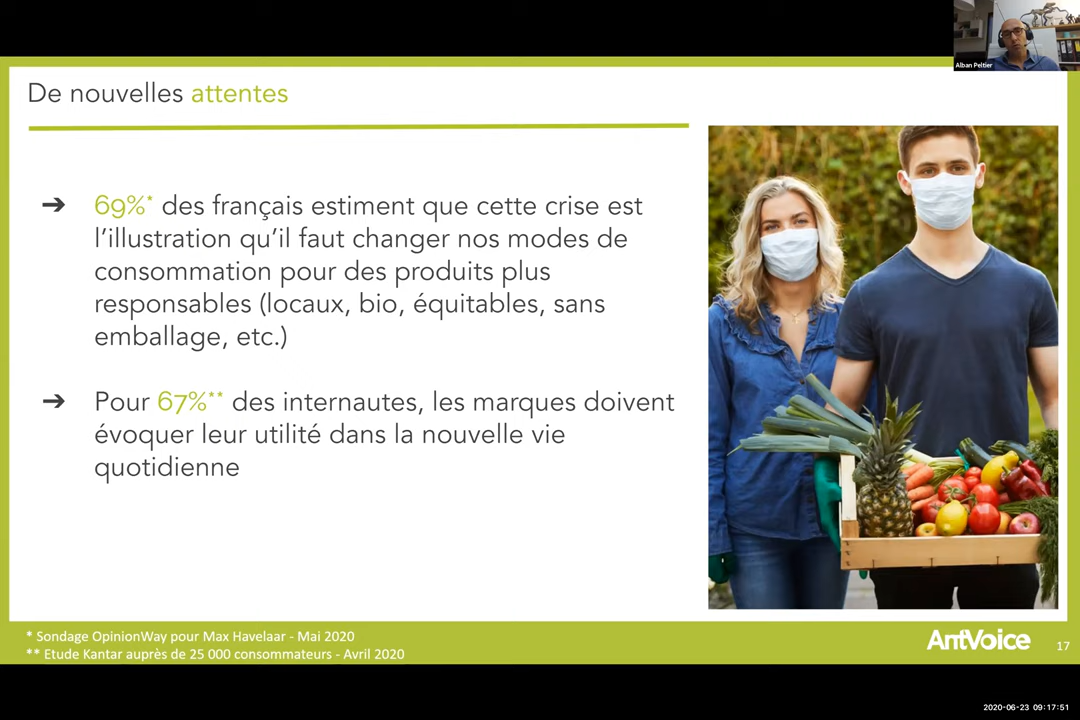 Alban Peltier
De nouvelles attentes
➔ 69%* des français estiment que cette crise est
l’illustration qu’il faut changer nos modes de
consommation pour des produits plus
responsables (locaux, bio, équitables, sans
emballage, etc.)
➔ Pour 67%** des internautes, les marques doivent
évoquer leur utilité dans la nouvelle vie
quotidienne
* Sondage OpinionWay pour Max Havelaar - Mai 2020
** Etude Kantar auprès de 25 000 consommateurs - Avril 2020
AntVoice
17
2020-06-23 09:17:51